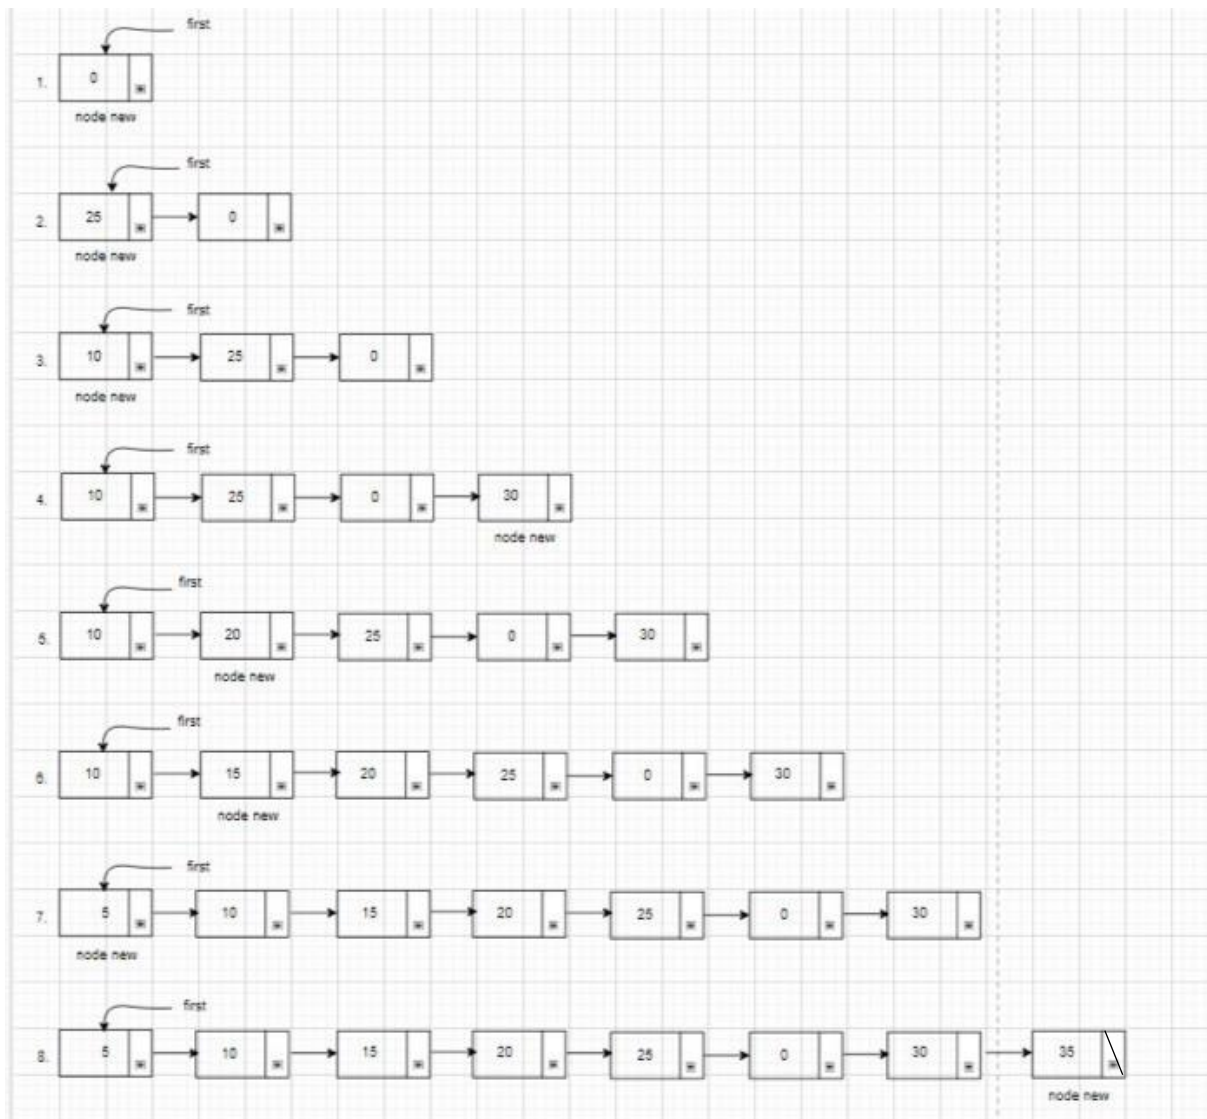 first
1. 0
node new
first
2. 25 0
node new
first
3. 10 25 0
node new
first
4. 10 25 0 30
node new
first
5. 10 20 25 0 30
node new
first
6. 10 15 20 25 0 30
node new
first
7. 5 10 15 20 25 0 30
node new
first
8. 5 10 15 20 25 0 30 35
node new